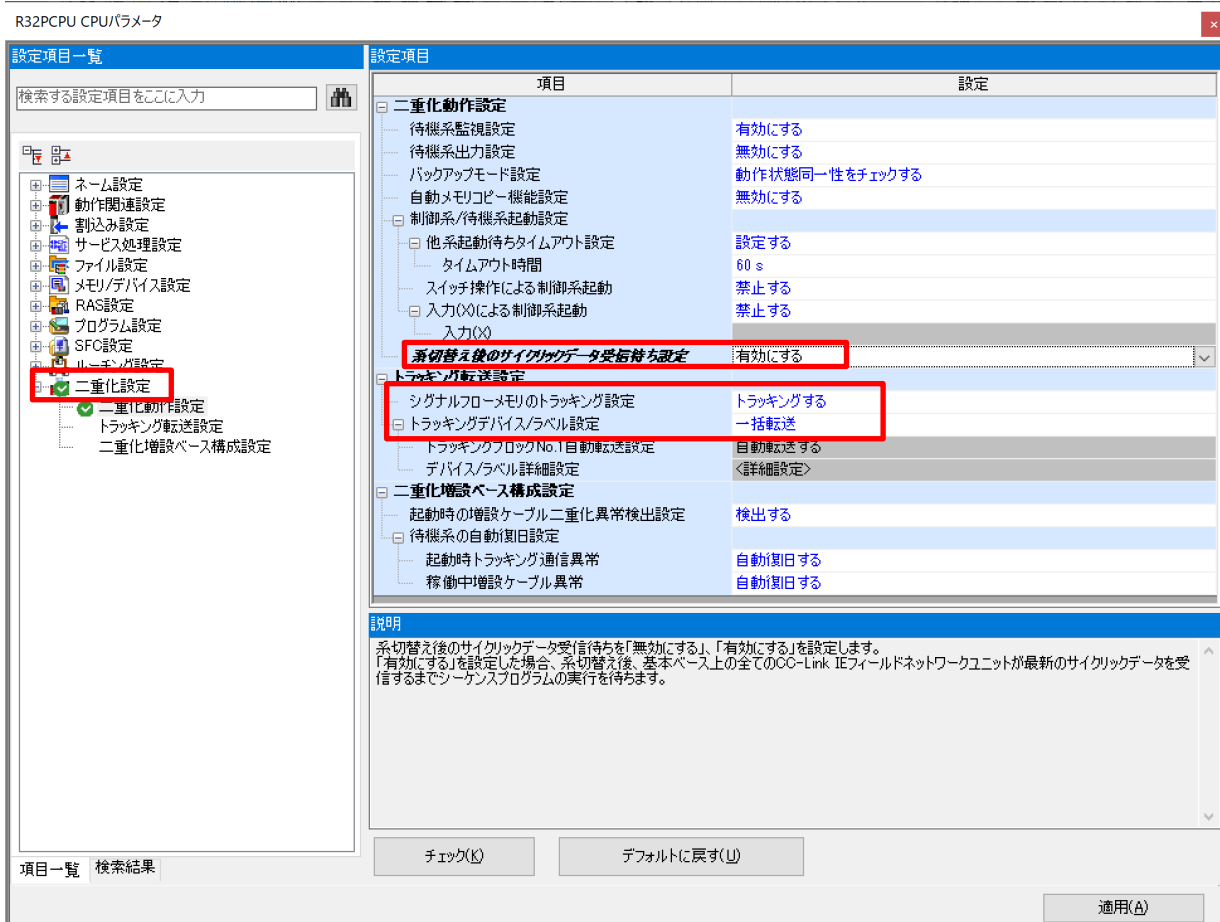 R32PCPU CPUパラメータ
設定項目一覧
検索する設定項目をここに入力
ネーム設定
動作関連設定
割込み設定
サービス処理設定
ファイル設定
メモリ/デバイス設定
RAS設定
プログラム設定
SFC設定
ルーチング設定
二重化設定
二重化動作設定
トラッキング転送設定
二重化増設ベース構成設定
項目一覧 検索結果
設定項目
項目 設定
二重化動作設定
待機系監視設定 有効にする
待機系出力設定 無効にする
バックアップモード設定 動作状態同一性をチェックする
自動メモリコピー機能設定 無効にする
制御系/待機系起動設定
他系起動待ちタイムアウト設定 設定する
タイムアウト時間 60 s
スイッチ操作による制御系起動 禁止する
入力(X)による制御系起動 禁止する
入力(X)
系切替え後のサイクリックデータ受信待ち設定 有効にする
トラッキング転送設定
シグナルフローメモリのトラッキング設定 トラッキングする
トラッキングデバイス/ラベル設定 一括転送
トラッキングブロックNo.1自動転送設定 自動転送する
デバイス/ラベル詳細設定 <詳細設定>
二重化増設ベース構成設定
起動時の増設ケーブル二重化異常検出設定 検出する
待機系の自動復旧設定
起動時トラッキング通信異常 自動復旧する
稼働中増設ケーブル異常 自動復旧する
説明
系切替え後のサイクリックデータ受信待ちを「無効にする」、「有効にする」を設定します。
「有効にする」を設定した場合、系切替え後、基本ベース上の全てのCC-Link IEフィールドネットワークユニットが最新のサイクリックデータを受
信するまでシーケンスプログラムの実行を待ちます。
チェック(K) デフォルトに戻す(U)
適用(A)